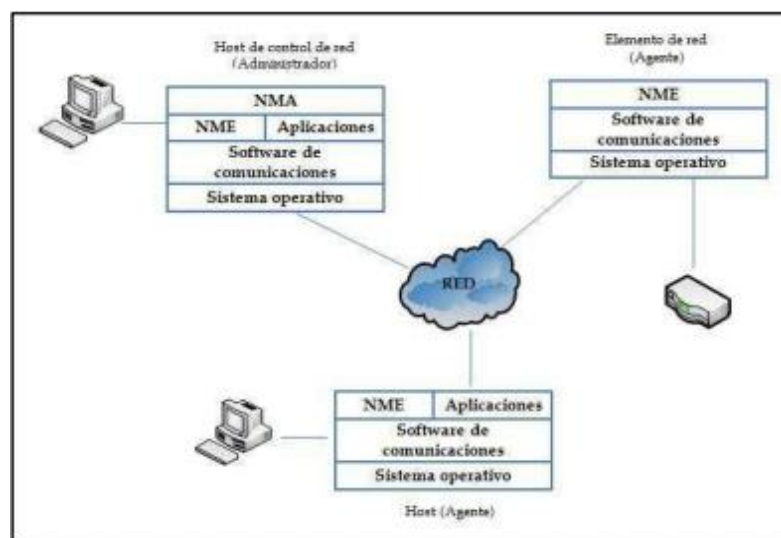 Host de control de red
(Administrador)
NMA
NME Aplicaciones
Software de
comunicaciones
Sistema operativo
Elemento de red
(Agente)
NME
Software de
comunicaciones
Sistema operativo
RED
NME Aplicaciones
Software de
comunicaciones
Sistema operativo
Host (Agente)